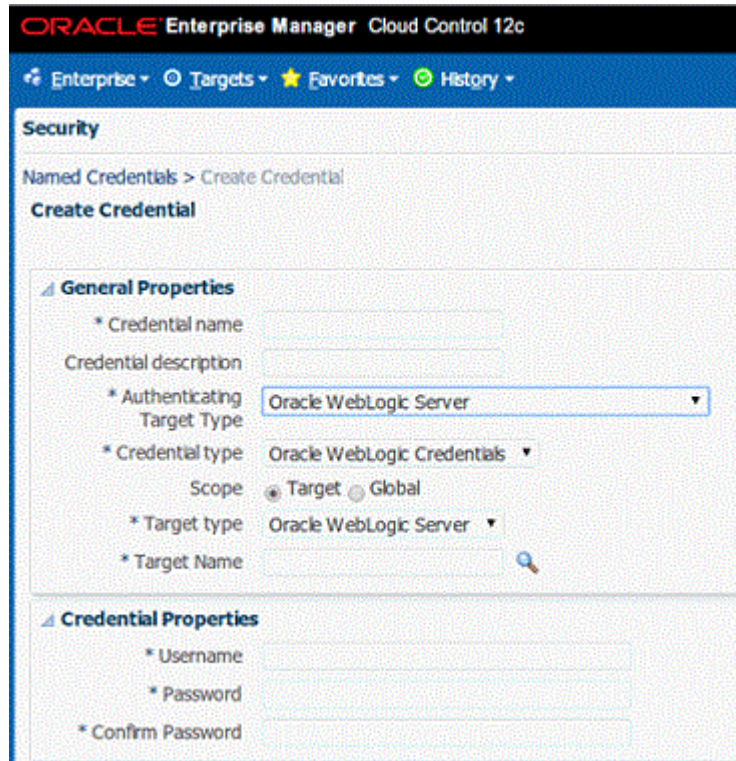 ORACLE Enterprise Manager Cloud Control 12c
Enterprise Targets Favorites History
Security
Named Credentials > Create Credential
Create Credential
General Properties
* Credential name
Credential description
* Authenticating Target Type Oracle WebLogic Server
* Credential type Oracle WebLogic Credentials
Scope Target Global
* Target type Oracle WebLogic Server
* Target Name
Credential Properties
* Username
* Password
* Confirm Password